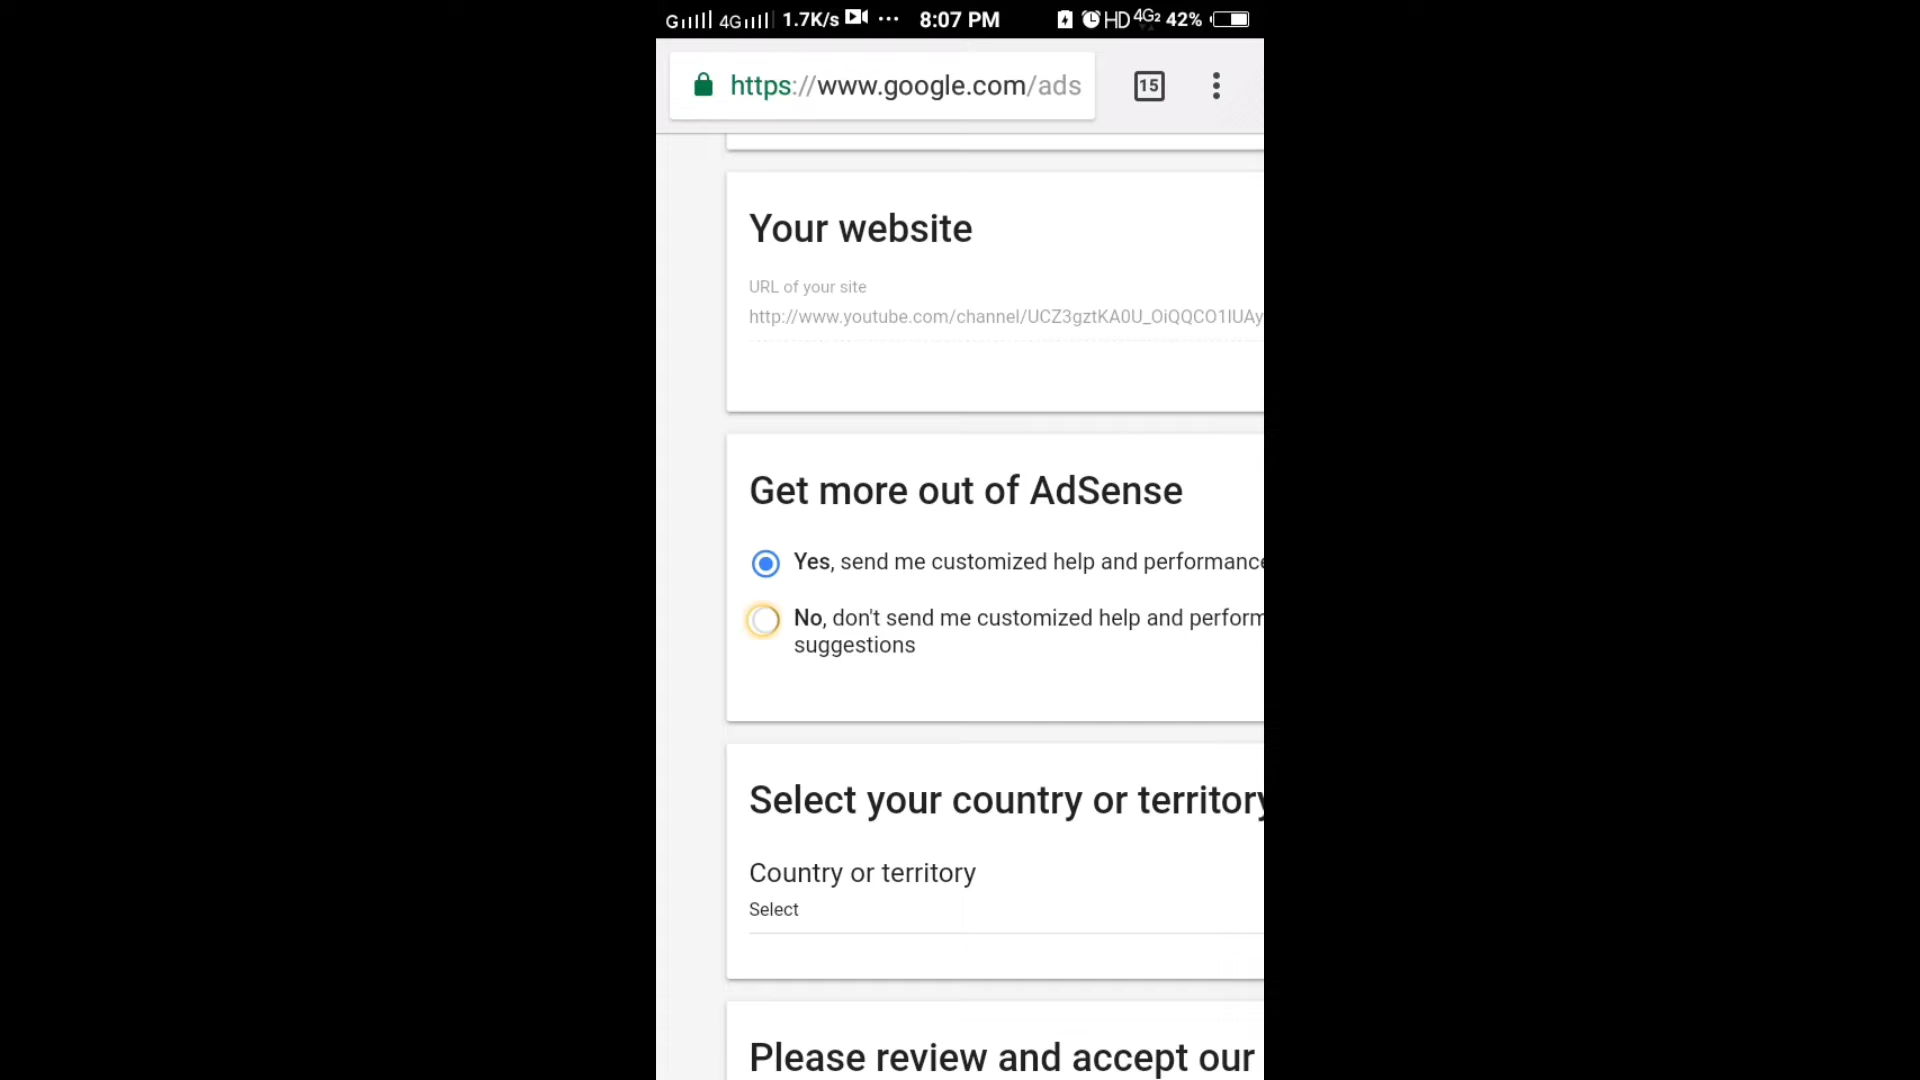 G 4G 1.7K/s ... 8:07 PM HD 4G2 42%
https://www.google.com/ads 15
Your website
URL of your site
http://www.youtube.com/channel/UCZ3gztKA0U_OiQQCO1IUAy
Get more out of AdSense
Yes, send me customized help and performance
No, don't send me customized help and perform
suggestions
Select your country or territory
Country or territory
Select
Please review and accept our